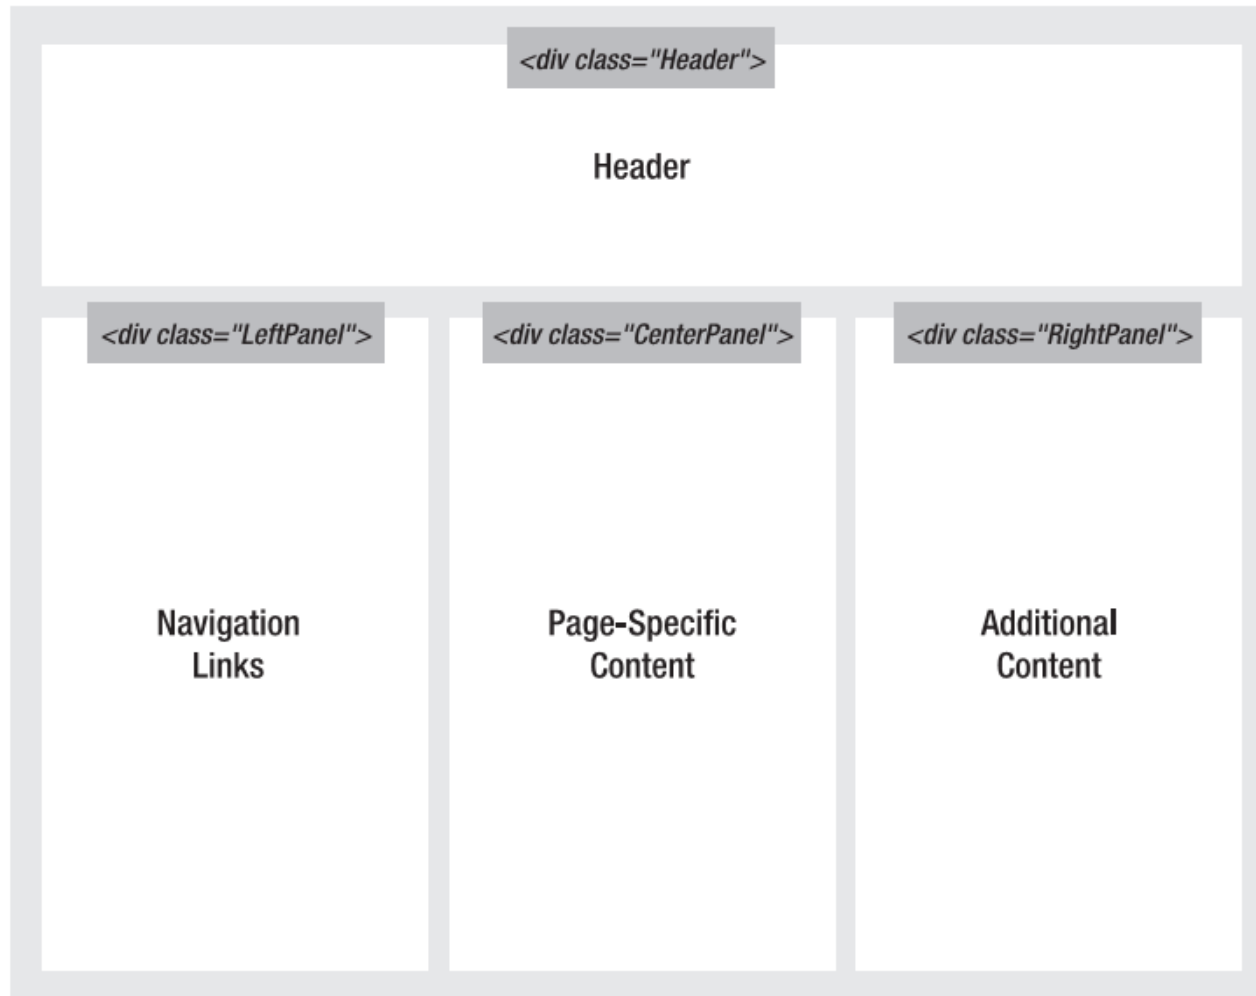 <div class="Header">
Header
<div class="LeftPanel">
Navigation
Links
<div class="CenterPanel">
Page-Specific
Content
<div class="RightPanel">
Additional
Content